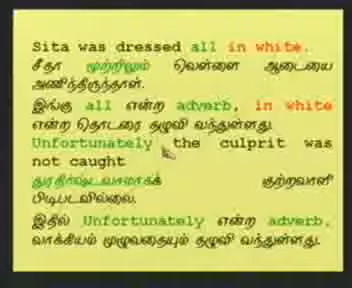 Sita was dressed all in white.
சீதா முற்றிலும் வெள்ளை ஆடையை
அணிந்திருந்தாள்.
இங்கு all என்ற adverb, in white
என்ற தொடரை தழுவி வந்துள்ளது.
Unfortunately the culprit was
not caught
துரதிர்ஷ்டவசமாகக் குற்றவாளி
பிடிபடவில்லை.
இதில் Unfortunately என்ற adverb,
வாக்கியம் முழுவதையும் தழுவி வந்துள்ளது.